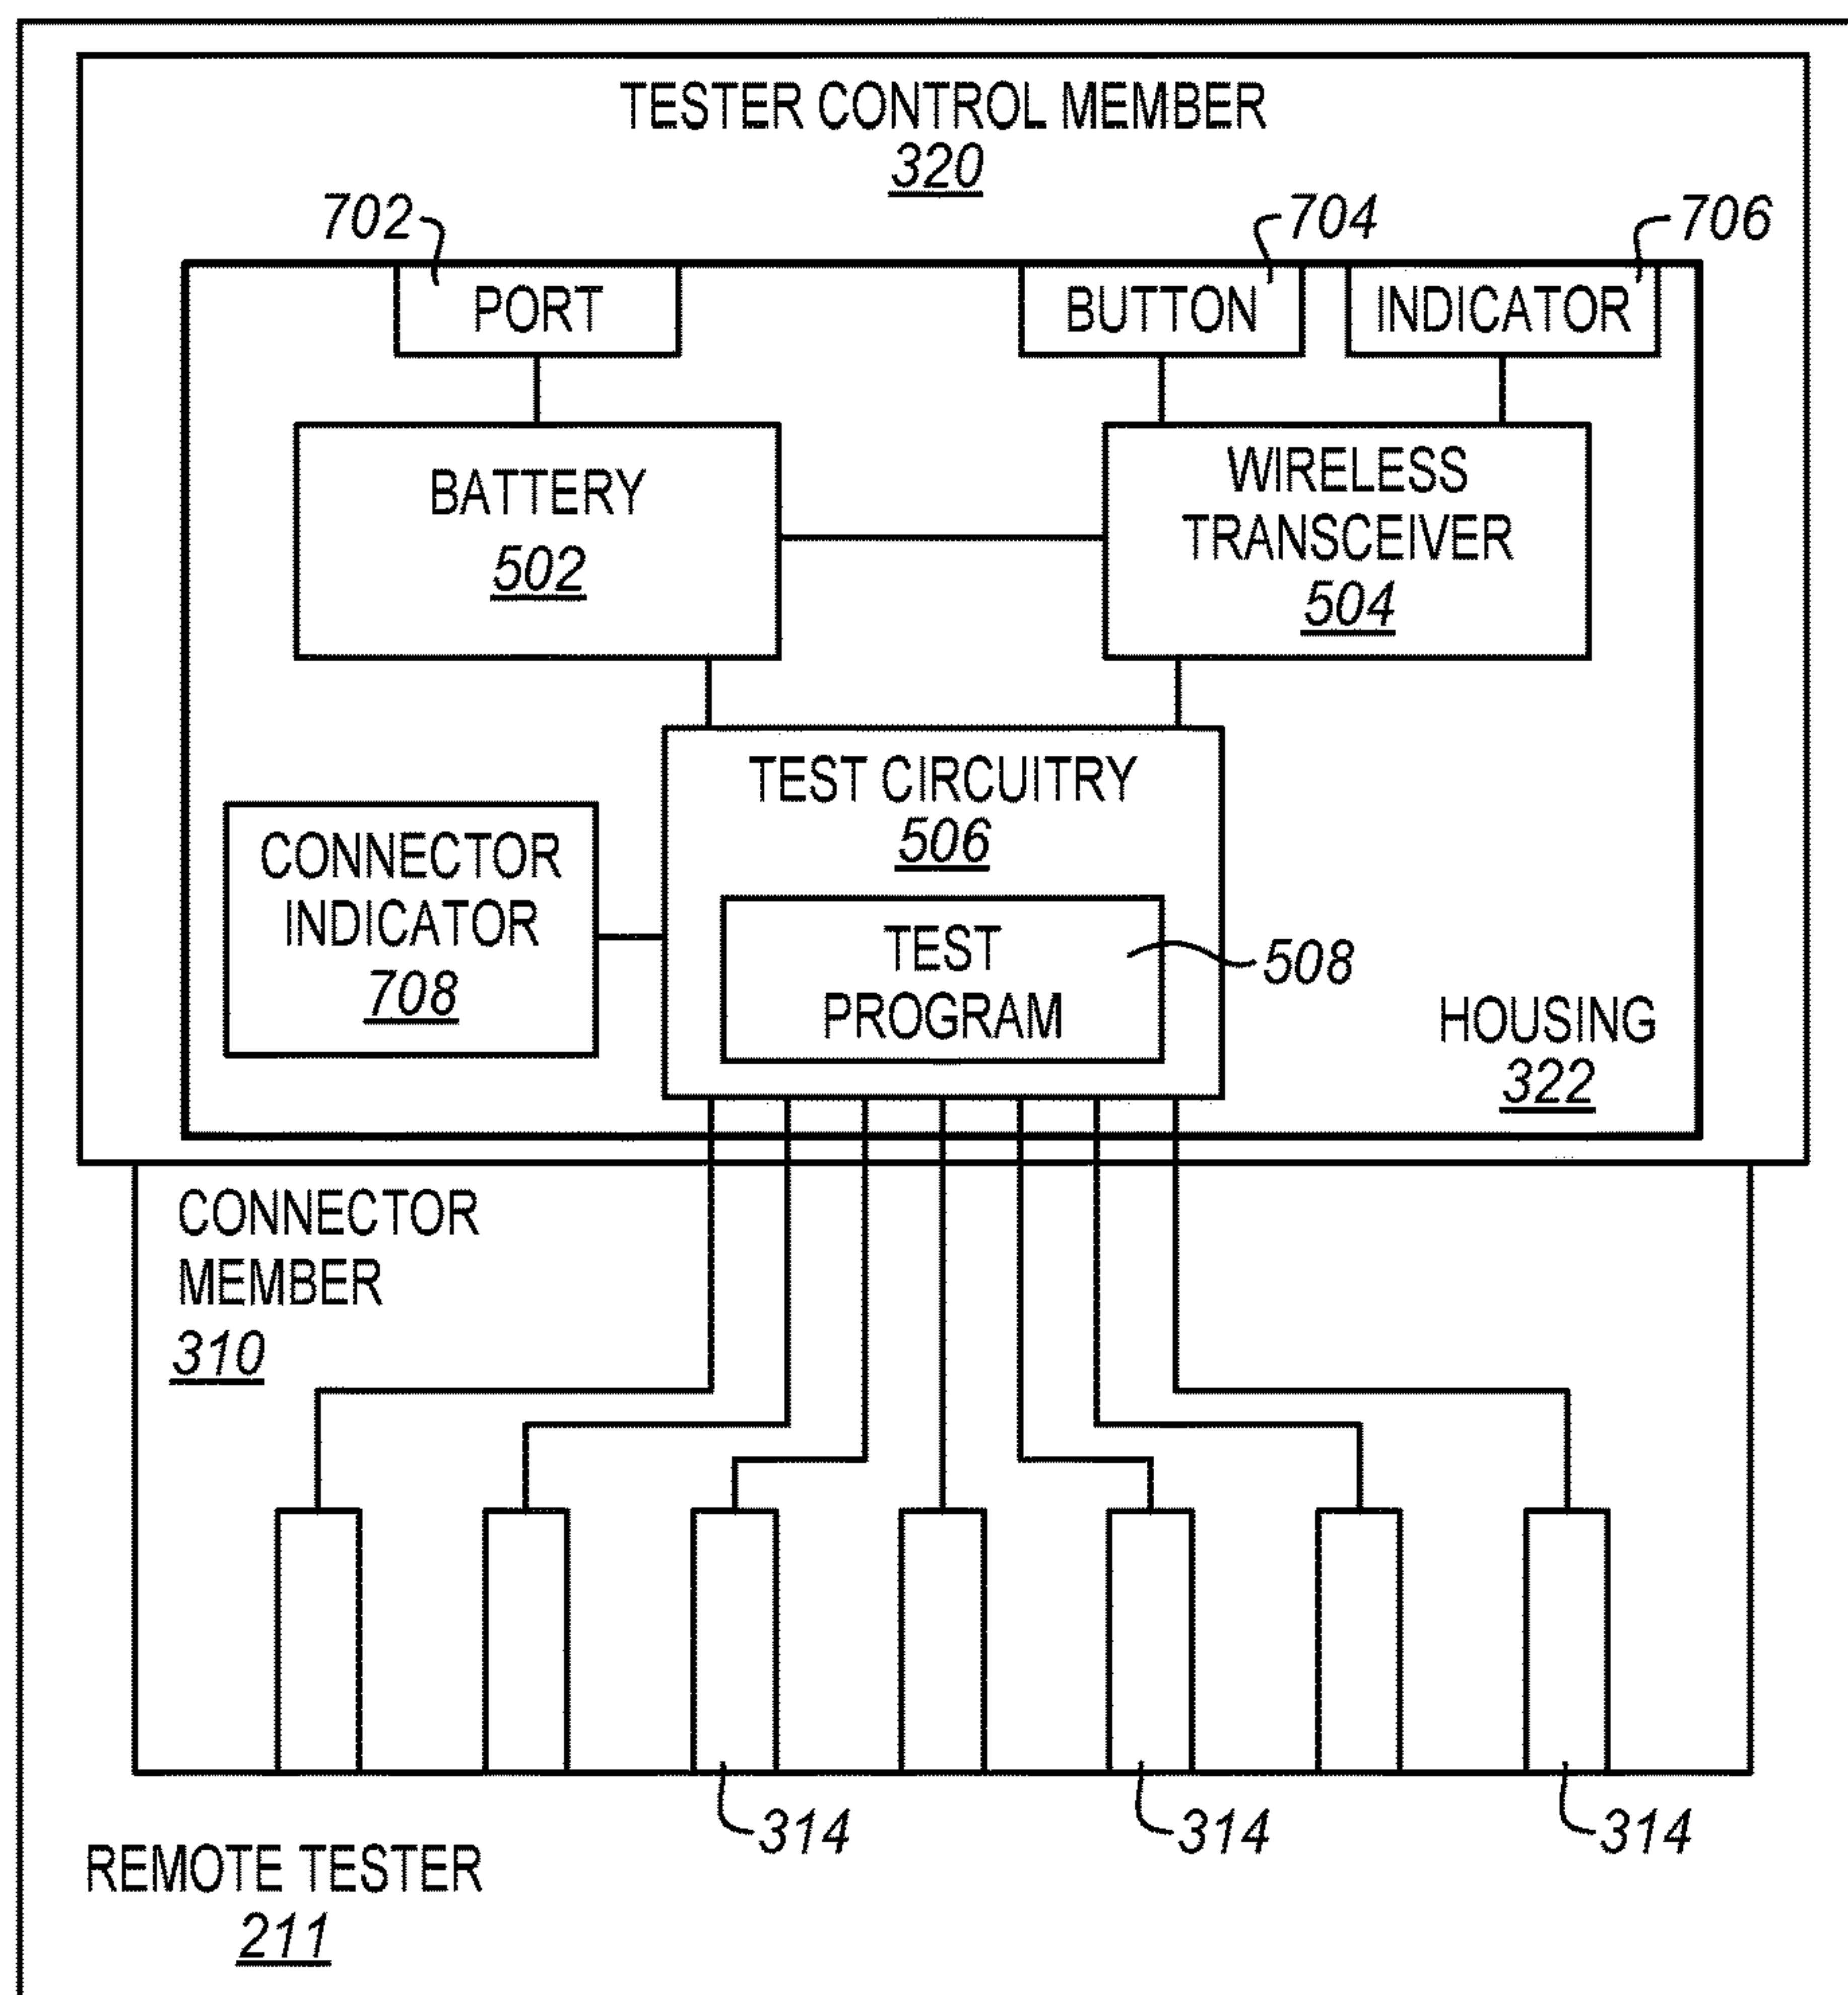 TESTER CONTROL MEMBER
320
702
704
706
PORT
BUTTON
INDICATOR
BATTERY
502
WIRELESS
TRANSCEIVER
504
TEST CIRCUITRY
506
CONNECTOR
INDICATOR
708
TEST
PROGRAM
508
HOUSING
322
CONNECTOR
MEMBER
310
314
314
314
REMOTE TESTER
211